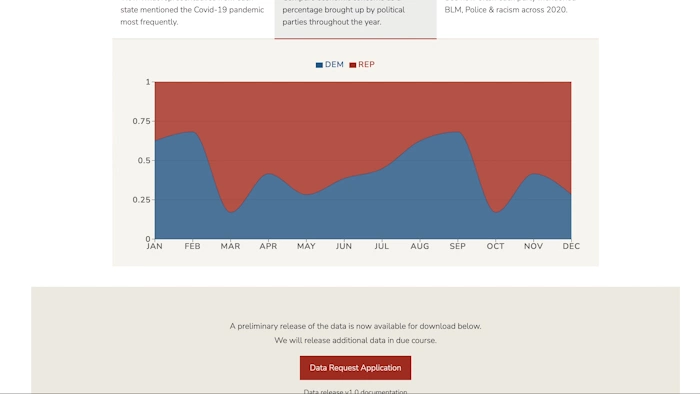 state mentioned the Covid-19 pandemic
most frequently.
percentage brought up by political
parties throughout the year.
BLM, Police & racism across 2020.
DEM REP
1
0.75
0.5
0.25
0
JAN FEB MAR APR MAY JUN JUL AUG SEP OCT NOV DEC
A preliminary release of the data is now available for download below.
We will release additional data in due course.
Data Request Application
Data release v1.0 documentation